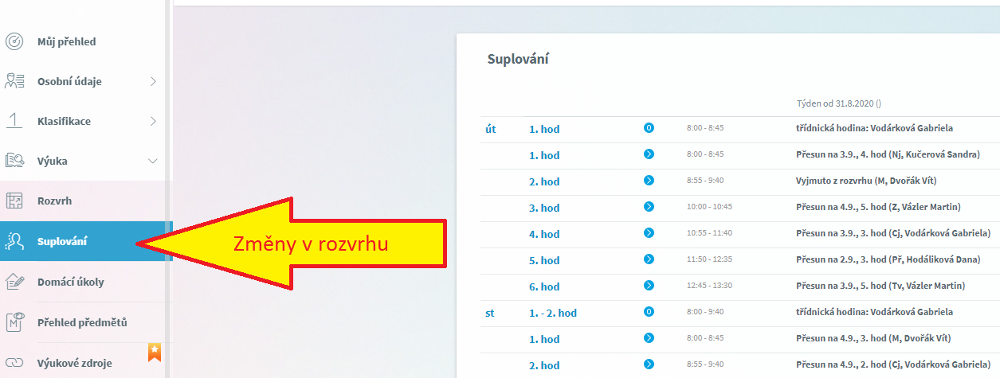 Můj přehled
Osobní údaje
Klasifikace
Výuka
Rozvrh
Suplování
Domácí úkoly
Přehled předmětů
Výukové zdroje
Změny v rozvrhu
Suplování
Týden od 31.8.2020 ()
út 1. hod 0 8:00 - 8:45 třídnická hodina: Vodárková Gabriela
1. hod 8:00 - 8:45 Přesun na 3.9., 4. hod (Nj, Kučerová Sandra)
2. hod 8:55 - 9:40 Vyjmuto z rozvrhu (M, Dvořák Vít)
3. hod 10:00 - 10:45 Přesun na 4.9., 5. hod (Z, Vázler Martin)
4. hod 10:55 - 11:40 Přesun na 3.9., 3. hod (Cj, Vodárková Gabriela)
5. hod 11:50 - 12:35 Přesun na 2.9., 3. hod (Př, Hodáliková Dana)
6. hod 12:45 - 13:30 Přesun na 3.9., 5. hod (Tv, Vázler Martin)
st 1. - 2. hod 0 8:00 - 9:40 třídnická hodina: Vodárková Gabriela
1. hod 8:00 - 8:45 Přesun na 4.9., 3. hod (M, Dvořák Vít)
2. hod 8:55 - 9:40 Přesun na 4.9., 2. hod (Cj, Vodárková Gabriela)